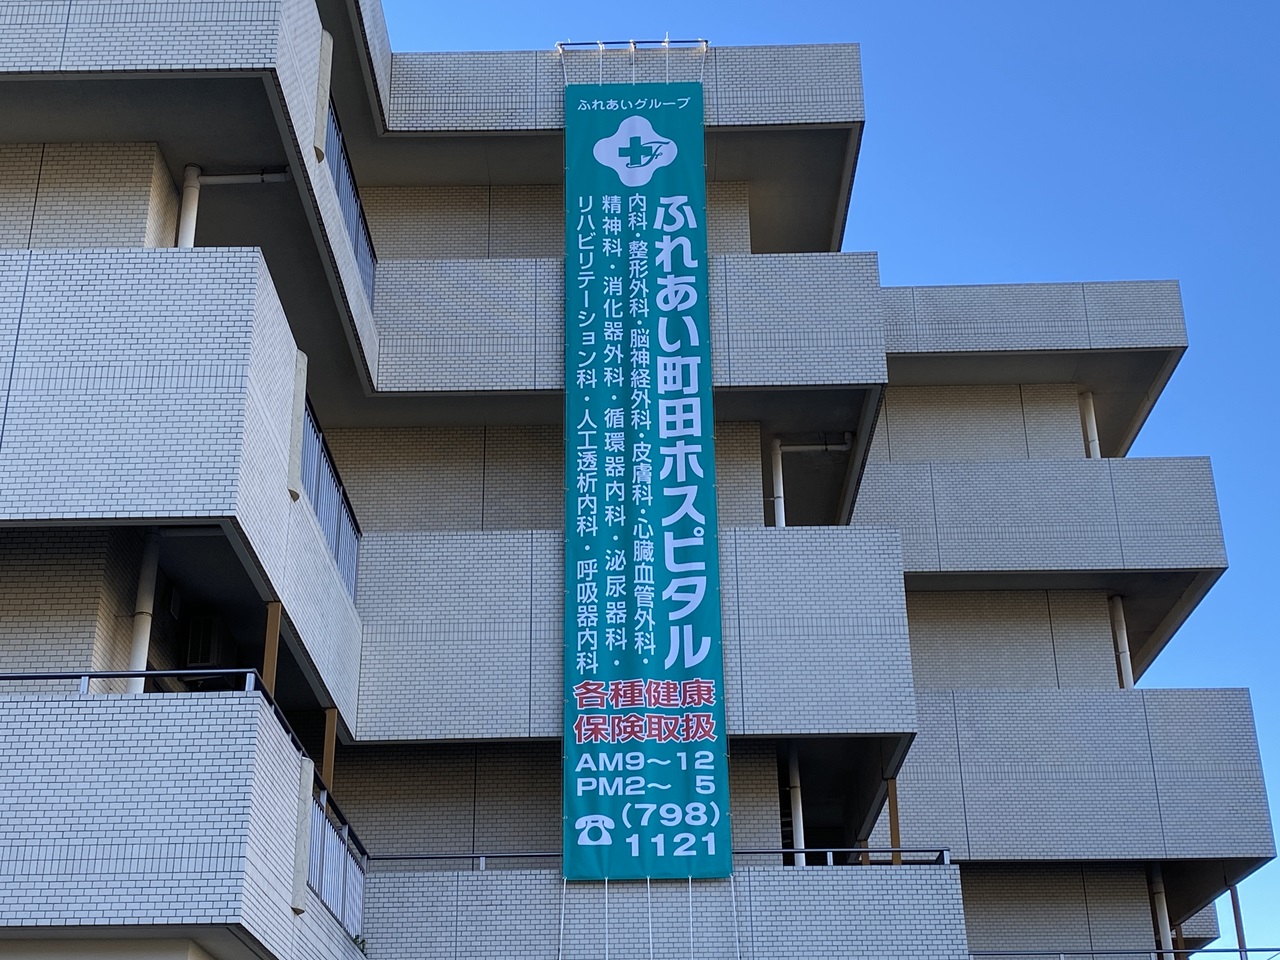 ふれあいグループ
ふれあい町田ホスピタル
内科・整形外科・脳神経外科・皮膚科・心臓血管外科・
精神科・消化器外科・循環器内科・泌尿器科・
リハビリテーション科・人工透析内科・呼吸器内科
各種健康
保険取扱
AM9〜12
PM2〜 5
☎(798)
1121